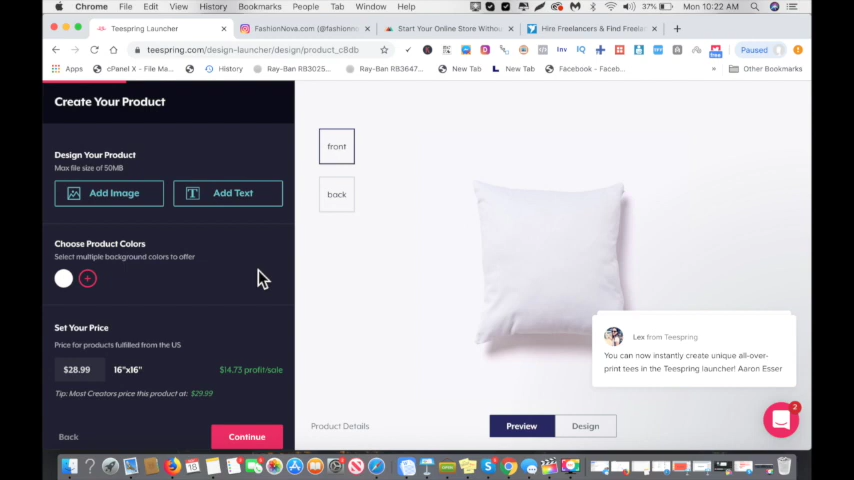 Chrome File Edit View History Bookmarks People Tab Window Help 37% Mon 10:22 AM
Teespring Launcher FashionNova.com (@fashionno Start Your Online Store Withou Hire Freelancers & Find Freelan
teespring.com/design-launcher/design/product_c8db Inv Paused
Apps cPanel X - File Ma... History Ray-Ban RB3025... Ray-Ban RB3647... New Tab New Tab Facebook - Faceb... » Other Bookmarks
Create Your Product
Design Your Product
Max file size of 50MB
Add Image Add Text
Choose Product Colors
Select multiple background colors to offer
Set Your Price
Price for products fulfilled from the US
$28.99 16"x16" $14.73 profit/sale
Tip: Most Creators price this product at: $29.99
Back Continue
front
back
Lex from Teespring
You can now instantly create unique all-over-
print tees in the Teespring launcher! Aaron Esser
2
Product Details Preview Design